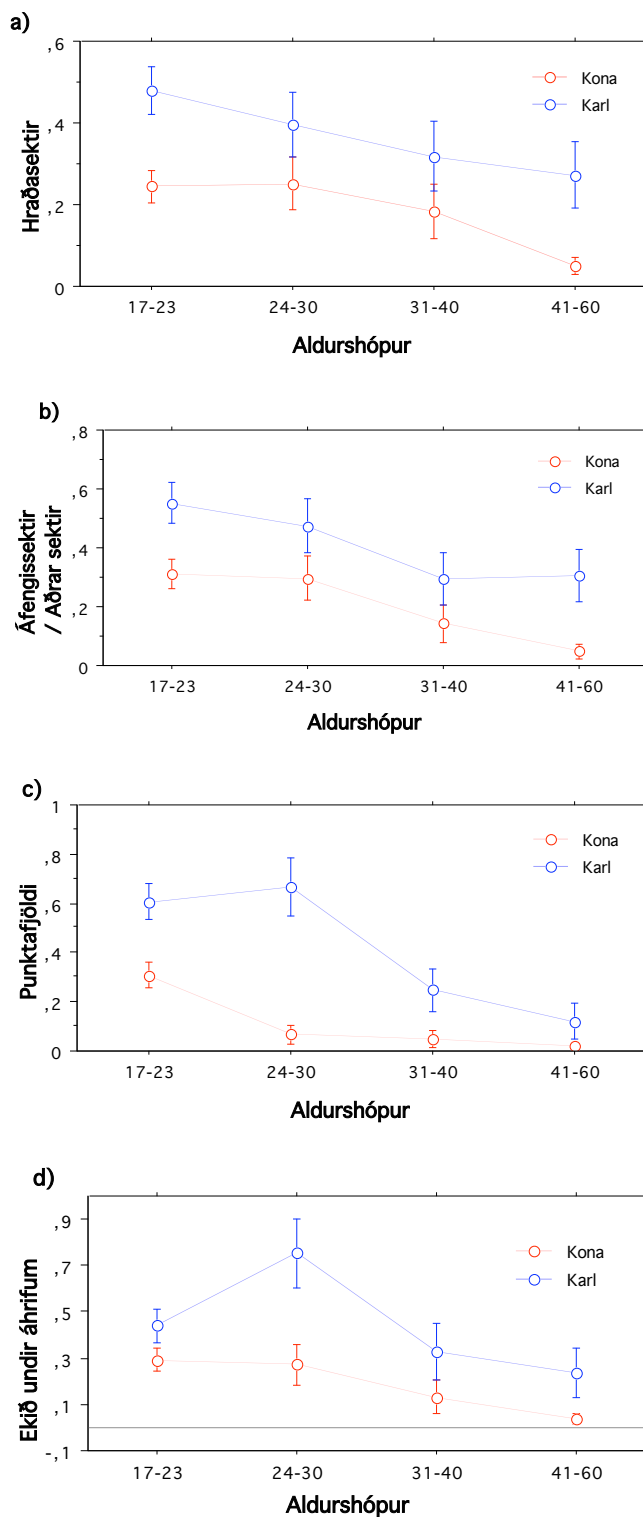 a)
,6
,4
,2
0
Hraðasektir
Kona
Karl
17-23 24-30 31-40 41-60
Aldurshópur
b)
,8
,6
,4
,2
0
Áfengissektir
/ Aðrar sektir
Kona
Karl
17-23 24-30 31-40 41-60
Aldurshópur
c)
1
,8
,6
,4
,2
0
Punktafjöldi
Kona
Karl
17-23 24-30 31-40 41-60
Aldurshópur
d)
,9
,7
,5
,3
,1
-,1
Ekið undir áhrifum
Kona
Karl
17-23 24-30 31-40 41-60
Aldurshópur